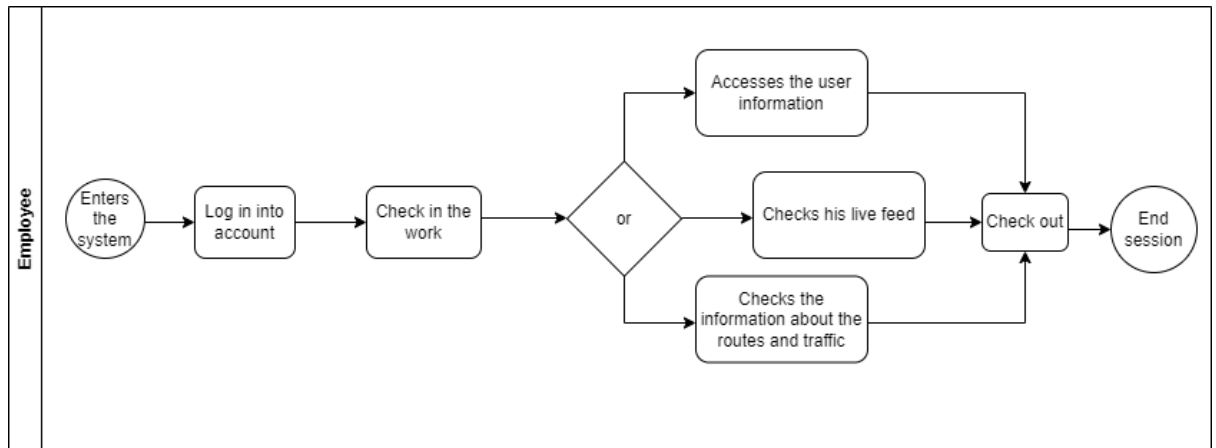 Employee
Enters
the
system
Log in into
account
Check in the
work
or
Accesses the user
information
Checks his live feed
Checks the
information about the
routes and traffic
Check out
End
session